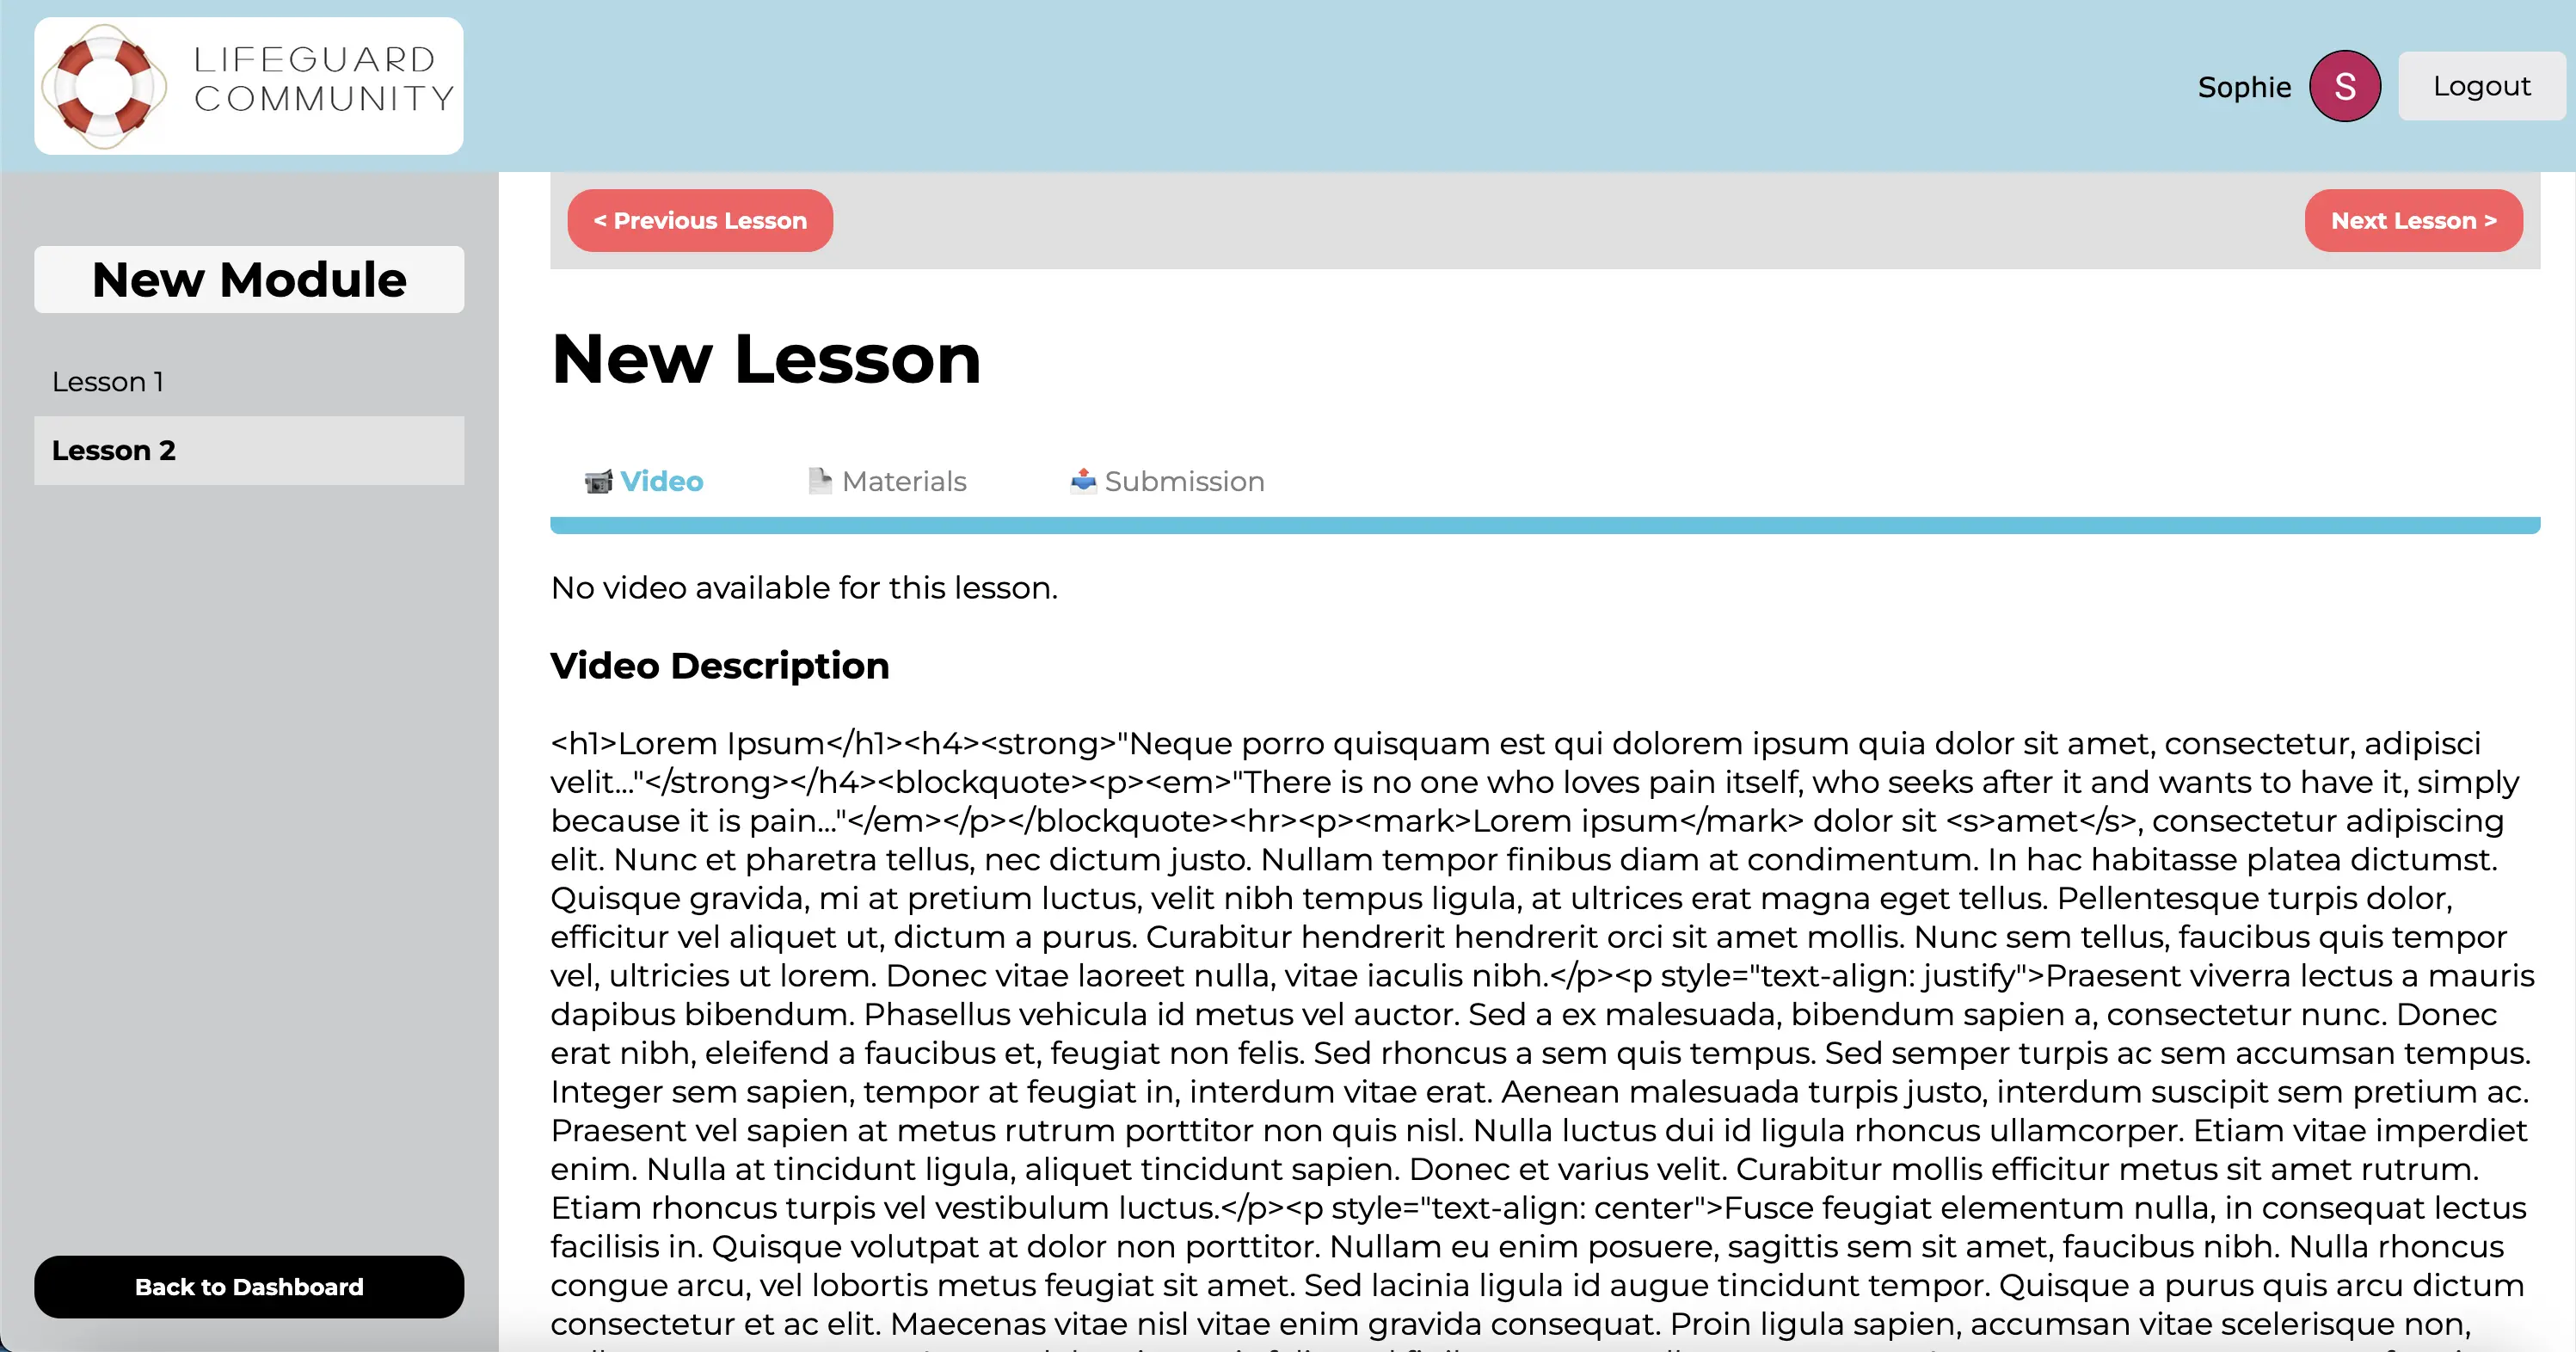 LIFEGUARD
COMMUNITY
Sophie
S
Logout
< Previous Lesson
Next Lesson >
New Module
Lesson 1
Lesson 2
New Lesson
Video
Materials
Submission
No video available for this lesson.
Video Description
<h1>Lorem Ipsum</h1><h4><strong>"Neque porro quisquam est qui dolorem ipsum quia dolor sit amet, consectetur, adipisci
velit..."</strong></h4><blockquote><p><em>"There is no one who loves pain itself, who seeks after it and wants to have it, simply
because it is pain..."</em></p></blockquote><hr><p><mark>Lorem ipsum</mark> dolor sit <s>amet</s>, consectetur adipiscing
elit. Nunc et pharetra tellus, nec dictum justo. Nullam tempor finibus diam at condimentum. In hac habitasse platea dictumst.
Quisque gravida, mi at pretium luctus, velit nibh tempus ligula, at ultrices erat magna eget tellus. Pellentesque turpis dolor,
efficitur vel aliquet ut, dictum a purus. Curabitur hendrerit hendrerit orci sit amet mollis. Nunc sem tellus, faucibus quis tempor
vel, ultricies ut lorem. Donec vitae laoreet nulla, vitae iaculis nibh.</p><p style="text-align: justify">Praesent viverra lectus a mauris
dapibus bibendum. Phasellus vehicula id metus vel auctor. Sed a ex malesuada, bibendum sapien a, consectetur nunc. Donec
erat nibh, eleifend a faucibus et, feugiat non felis. Sed rhoncus a sem quis tempus. Sed semper turpis ac sem accumsan tempus.
Integer sem sapien, tempor at feugiat in, interdum vitae erat. Aenean malesuada turpis justo, interdum suscipit sem pretium ac.
Praesent vel sapien at metus rutrum porttitor non quis nisl. Nulla luctus dui id ligula rhoncus ullamcorper. Etiam vitae imperdiet
enim. Nulla at tincidunt ligula, aliquet tincidunt sapien. Donec et varius velit. Curabitur mollis efficitur metus sit amet rutrum.
Etiam rhoncus turpis vel vestibulum luctus.</p><p style="text-align: center">Fusce feugiat elementum nulla, in consequat lectus
facilisis in. Quisque volutpat at dolor non porttitor. Nullam eu enim posuere, sagittis sem sit amet, faucibus nibh. Nulla rhoncus
congue arcu, vel lobortis metus feugiat sit amet. Sed lacinia ligula id augue tincidunt tempor. Quisque a purus quis arcu dictum
consectetur et ac elit. Maecenas vitae nisl vitae enim gravida consequat. Proin ligula sapien, accumsan vitae scelerisque non,
Back to Dashboard